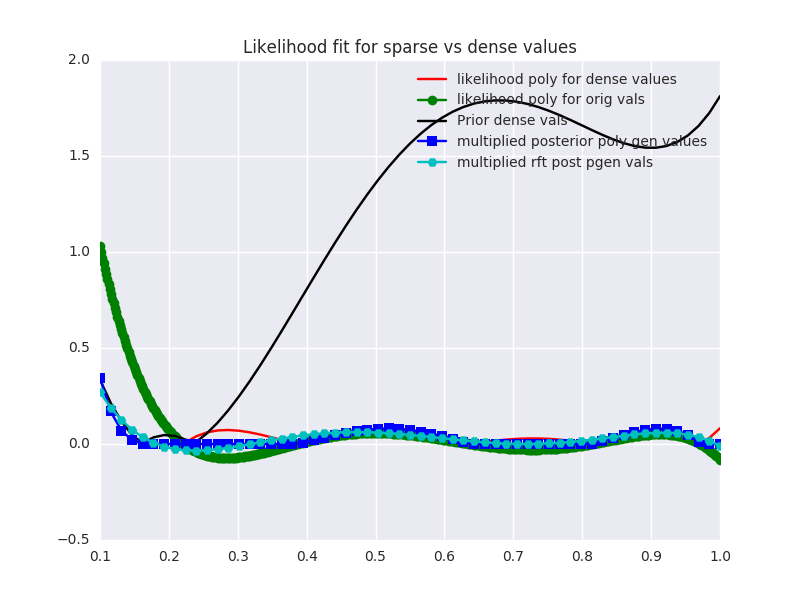 Likelihood fit for sparse vs dense values
2.0
likelihood poly for dense values
likelihood poly for orig vals
Prior dense vals
multiplied posterior poly gen values
multiplied rft post pgen vals
1.5
1.0
0.5
0.0
−0.5
0.1 0.2 0.3 0.4 0.5 0.6 0.7 0.8 0.9 1.0